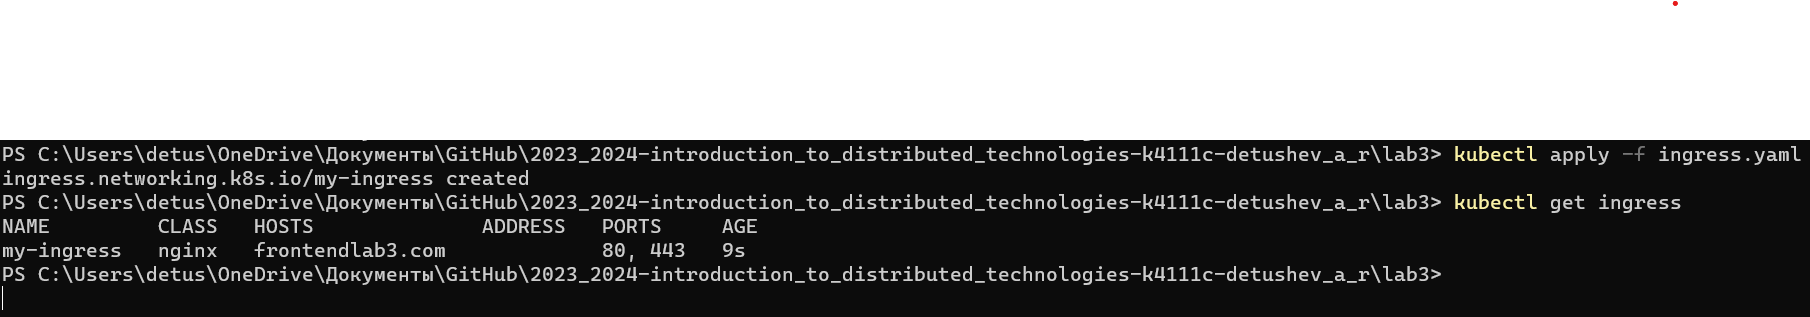 PS C:\Users\detus\OneDrive\Документы\GitHub\2023_2024-introduction_to_distributed_technologies-k4111c-detushev_a_r\lab3> kubectl apply -f ingress.yaml
ingress.networking.k8s.io/my-ingress created
PS C:\Users\detus\OneDrive\Документы\GitHub\2023_2024-introduction_to_distributed_technologies-k4111c-detushev_a_r\lab3> kubectl get ingress
NAME         CLASS   HOSTS              ADDRESS   PORTS     AGE
my-ingress   nginx   frontendlab3.com             80, 443   9s
PS C:\Users\detus\OneDrive\Документы\GitHub\2023_2024-introduction_to_distributed_technologies-k4111c-detushev_a_r\lab3>